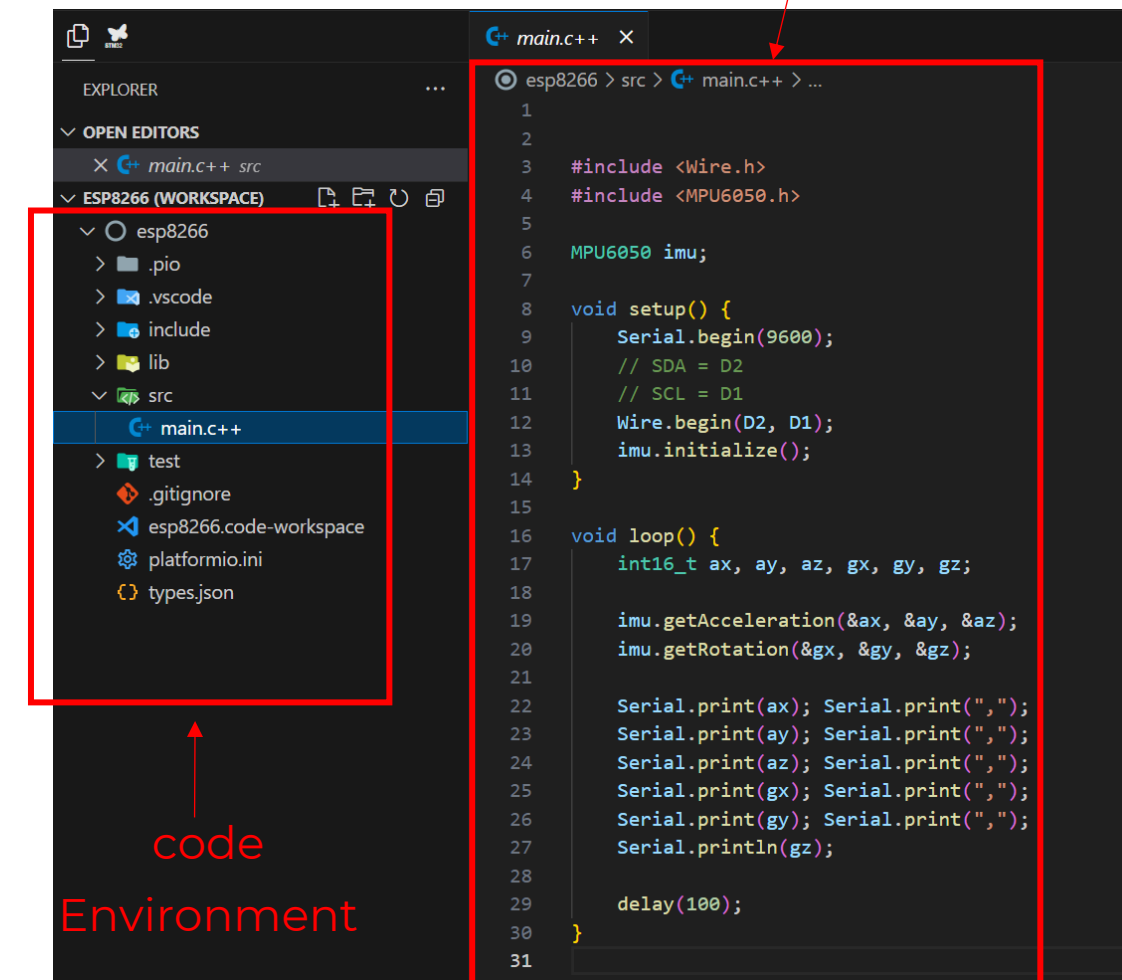 STM32
main.c++
EXPLORER
...
OPEN EDITORS
main.c++ src
ESP8266 (WORKSPACE)
esp8266
.pio
.vscode
include
lib
src
main.c++
test
.gitignore
esp8266.code-workspace
platformio.ini
types.json
code
Environment
esp8266 > src > main.c++ > ...
1
2
3 #include <Wire.h>
4 #include <MPU6050.h>
5
6 MPU6050 imu;
7
8 void setup() {
9     Serial.begin(9600);
10     // SDA = D2
11     // SCL = D1
12     Wire.begin(D2, D1);
13     imu.initialize();
14 }
15
16 void loop() {
17     int16_t ax, ay, az, gx, gy, gz;
18
19     imu.getAcceleration(&ax, &ay, &az);
20     imu.getRotation(&gx, &gy, &gz);
21
22     Serial.print(ax); Serial.print(",");
23     Serial.print(ay); Serial.print(",");
24     Serial.print(az); Serial.print(",");
25     Serial.print(gx); Serial.print(",");
26     Serial.print(gy); Serial.print(",");
27     Serial.println(gz);
28
29     delay(100);
30 }
31